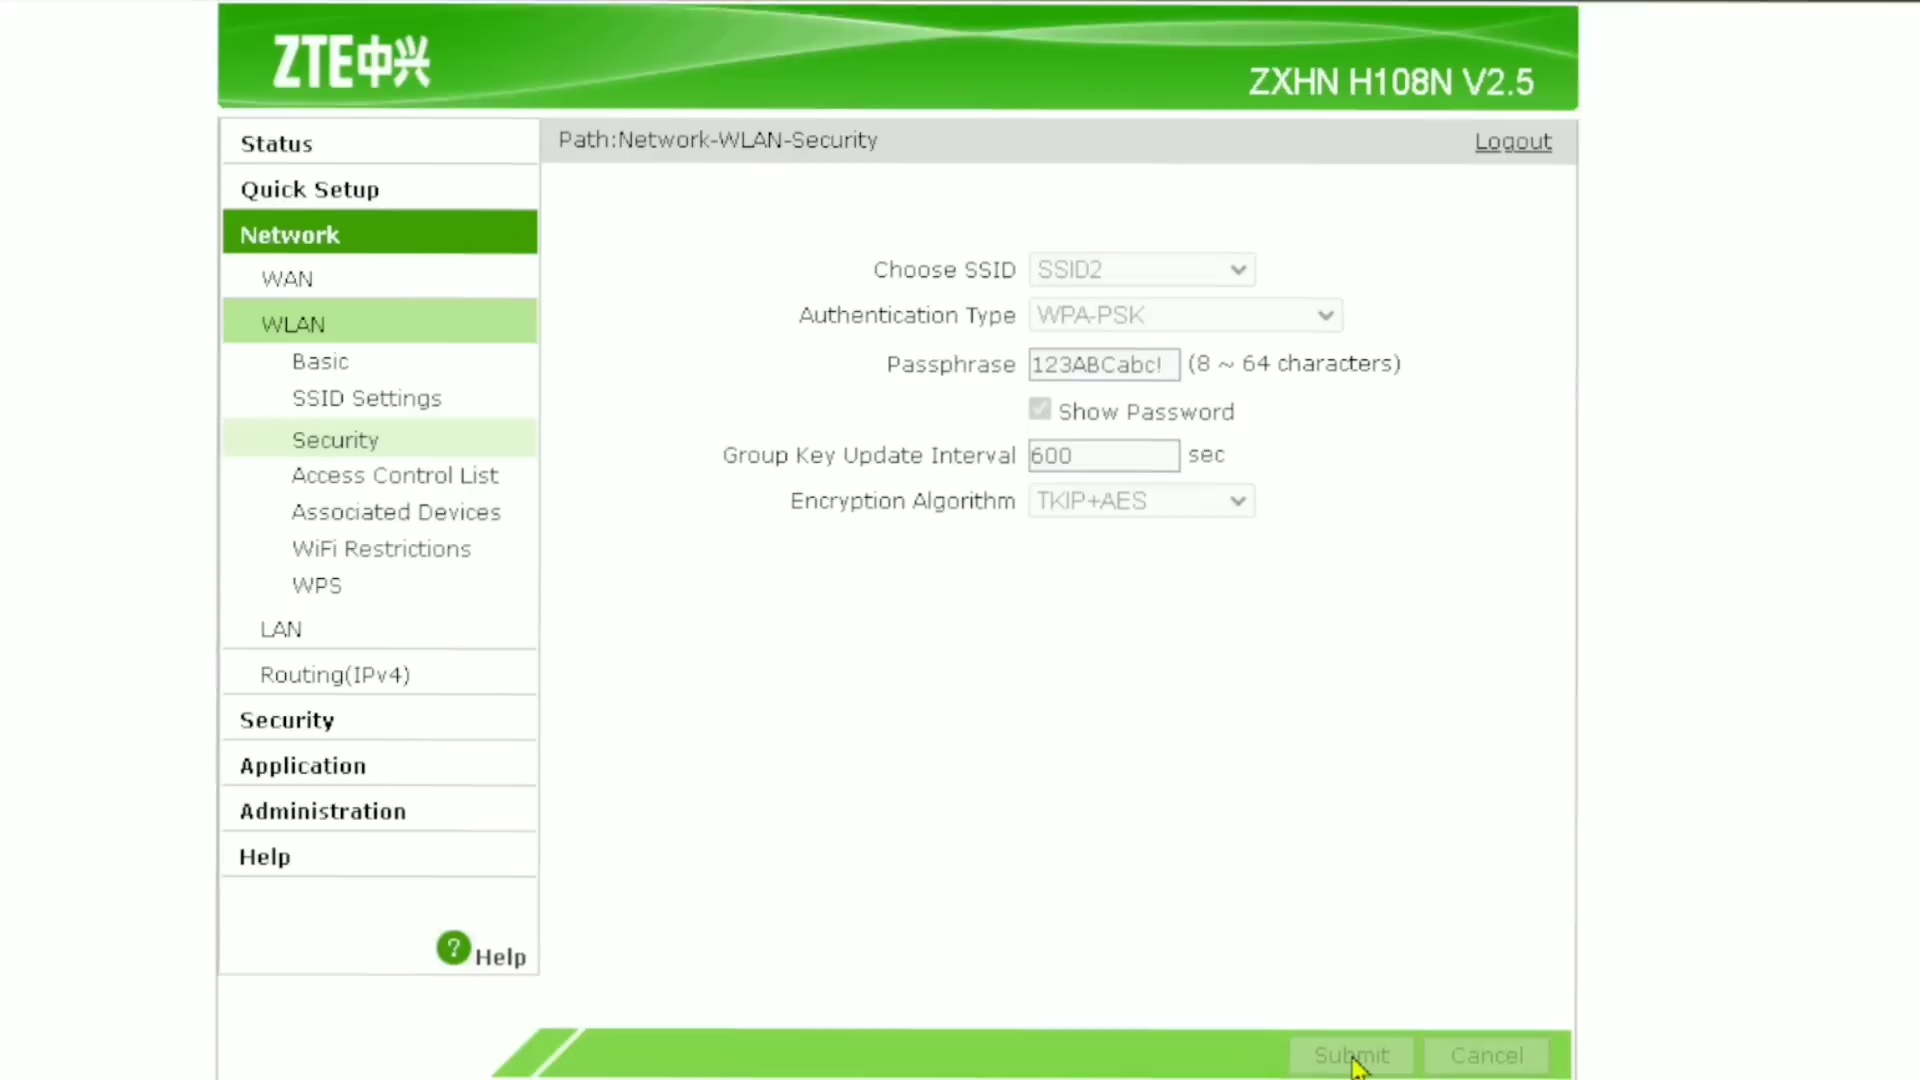 ZTE中兴
ZXHN H108N V2.5
Path:Network-WLAN-Security
Logout
Status
Quick Setup
Network
WAN
WLAN
Basic
SSID Settings
Security
Access Control List
Associated Devices
WiFi Restrictions
WPS
LAN
Routing(IPv4)
Security
Application
Administration
Help
? Help
Choose SSID SSID2
Authentication Type WPA-PSK
Passphrase 123ABCabc! (8 ~ 64 characters)
Show Password
Group Key Update Interval 600 sec
Encryption Algorithm TKIP+AES
Submit Cancel